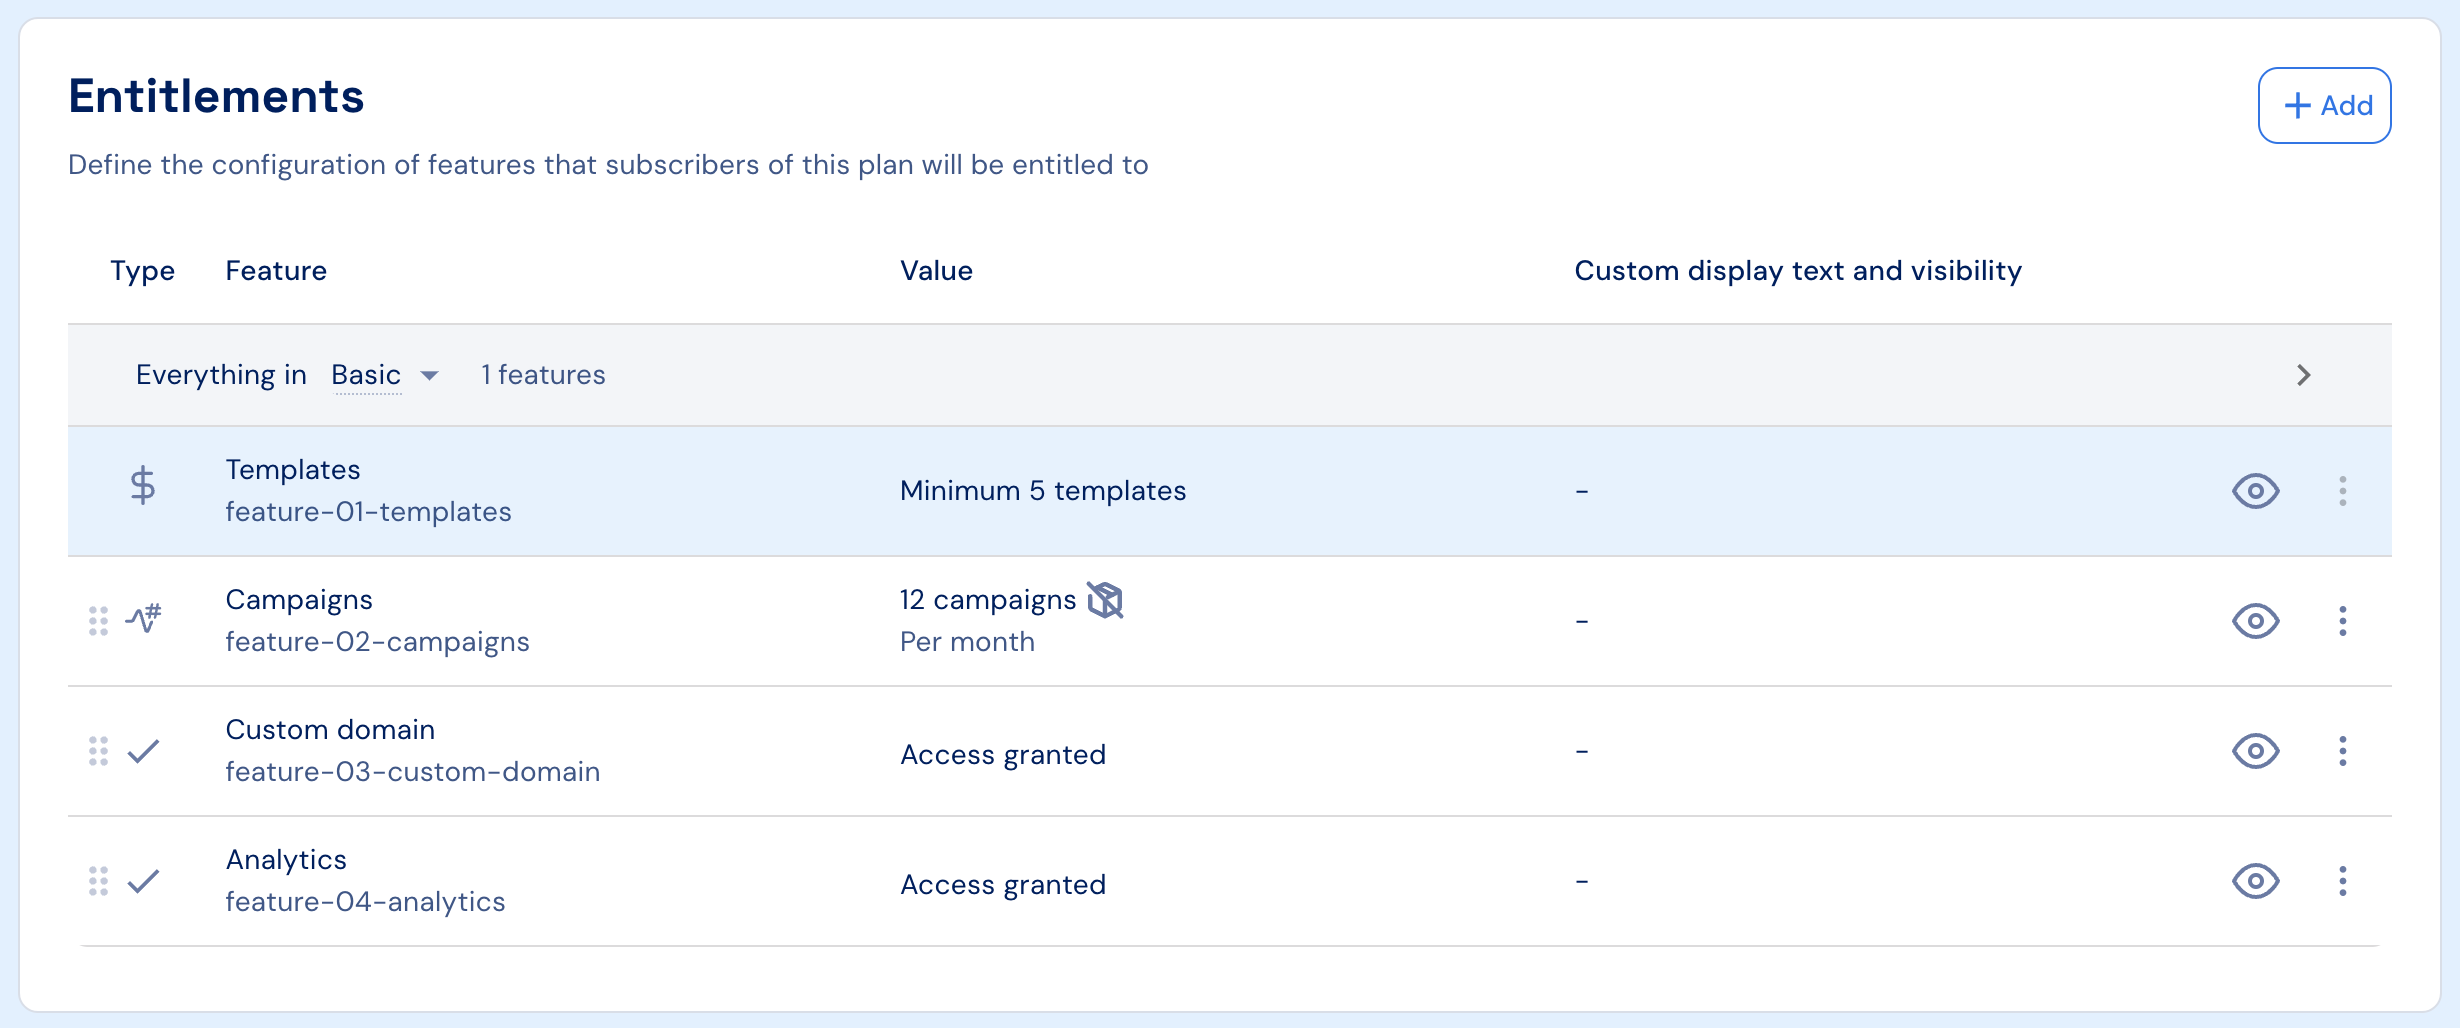 Entitlements
+ Add
Define the configuration of features that subscribers of this plan will be entitled to
Type Feature Value Custom display text and visibility
Everything in Basic 1 features
Templates
feature-01-templates
Minimum 5 templates
-
Campaigns
feature-02-campaigns
12 campaigns
Per month
-
Custom domain
feature-03-custom-domain
Access granted
-
Analytics
feature-04-analytics
Access granted
-